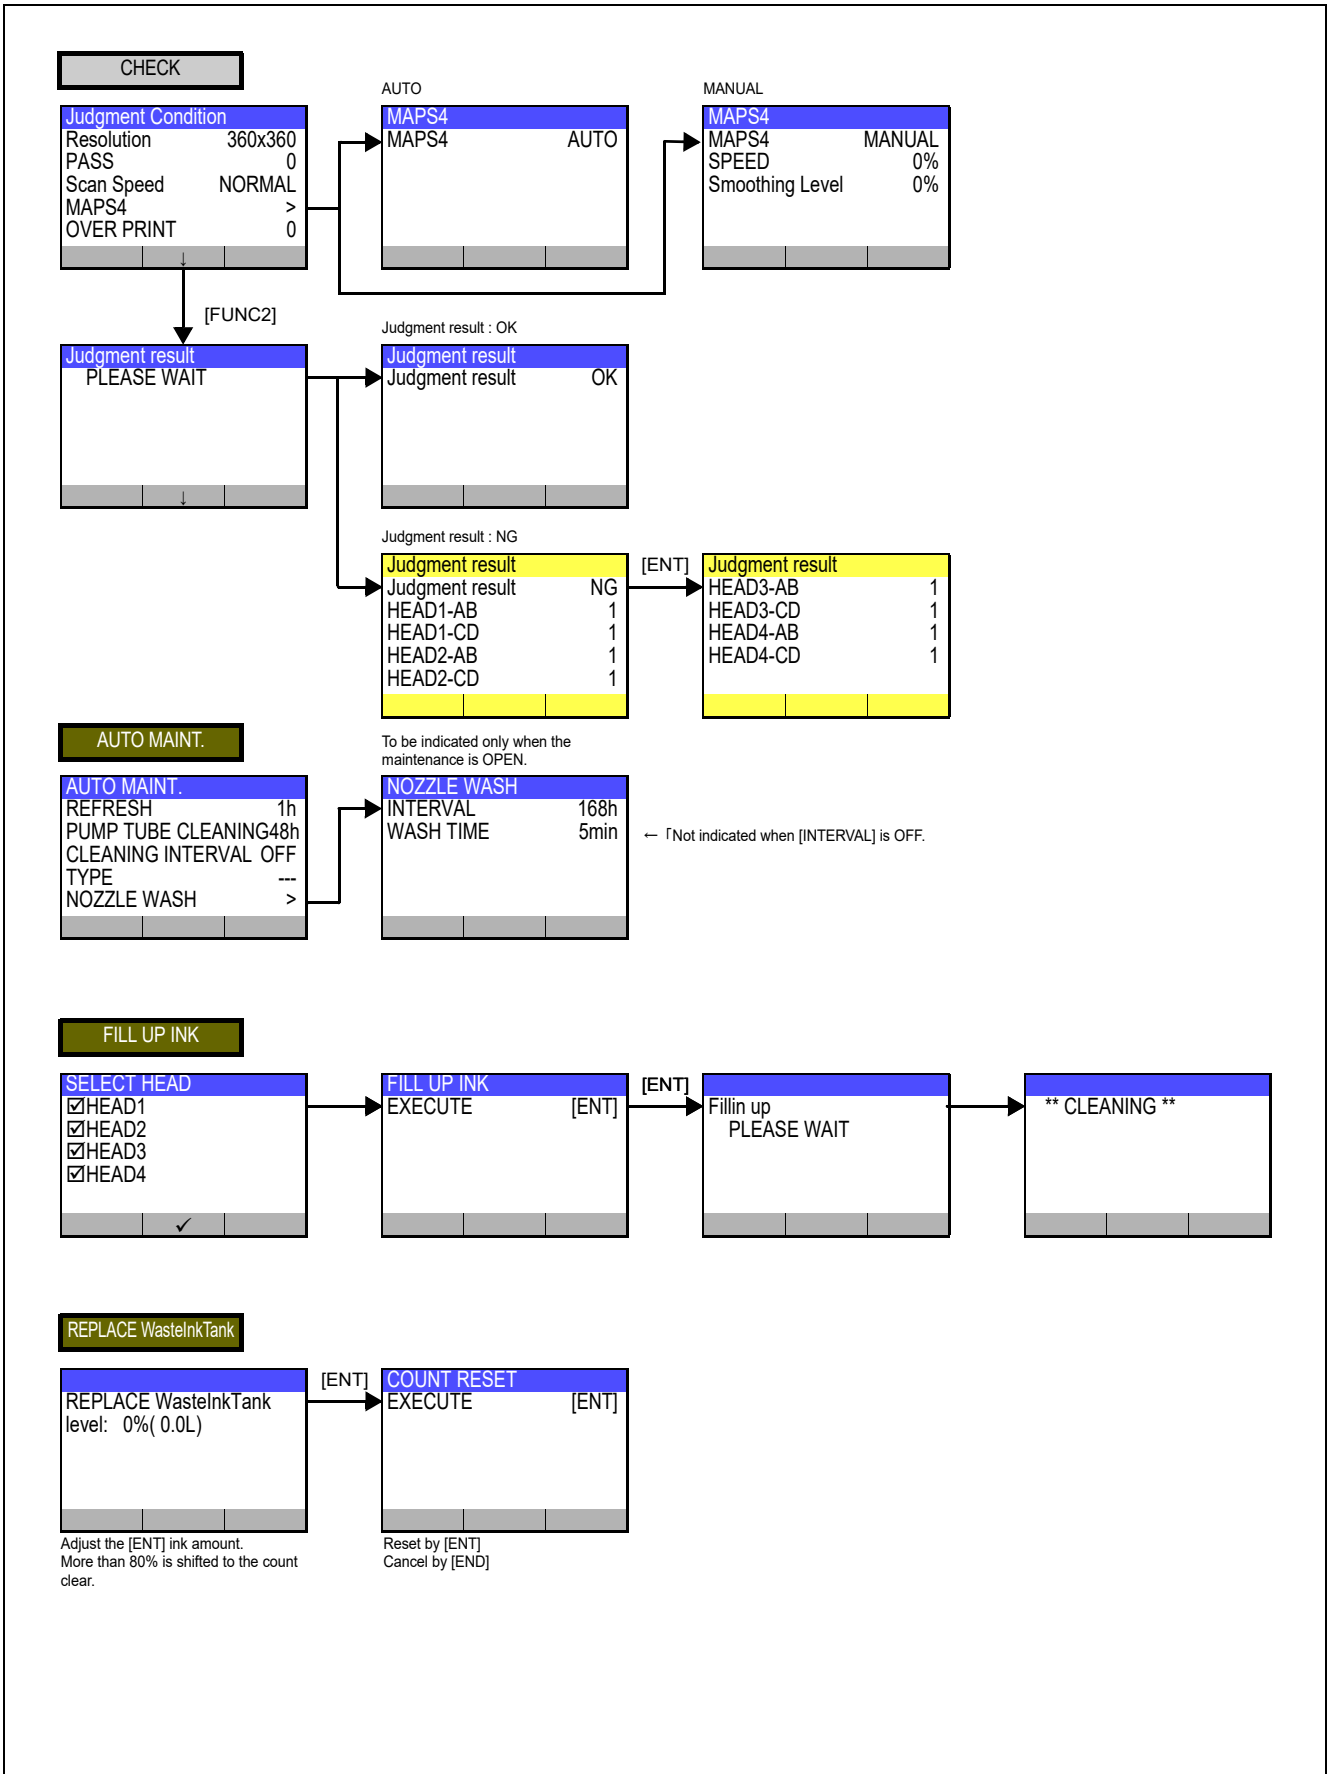 CHECK
AUTO
MANUAL
Judgment Condition
Resolution 360x360
PASS 0
Scan Speed NORMAL
MAPS4 >
OVER PRINT 0
↓
MAPS4
MAPS4 AUTO
MAPS4
MAPS4 MANUAL
SPEED 0%
Smoothing Level 0%
[FUNC2]
Judgment result
PLEASE WAIT
↓
Judgment result : OK
Judgment result
Judgment result OK
Judgment result : NG
Judgment result
Judgment result NG
HEAD1-AB 1
HEAD1-CD 1
HEAD2-AB 1
HEAD2-CD 1
[ENT]
Judgment result
HEAD3-AB 1
HEAD3-CD 1
HEAD4-AB 1
HEAD4-CD 1
AUTO MAINT.
To be indicated only when the
maintenance is OPEN.
AUTO MAINT.
REFRESH 1h
PUMP TUBE CLEANING48h
CLEANING INTERVAL OFF
TYPE ---
NOZZLE WASH >
NOZZLE WASH
INTERVAL 168h
WASH TIME 5min
← 「Not indicated when [INTERVAL] is OFF.
FILL UP INK
SELECT HEAD
☑HEAD1
☑HEAD2
☑HEAD3
☑HEAD4
✓
FILL UP INK
EXECUTE [ENT]
[ENT]
Fillin up
PLEASE WAIT
** CLEANING **
REPLACE WasteInkTank
REPLACE WasteInkTank
level: 0%( 0.0L)
[ENT]
COUNT RESET
EXECUTE [ENT]
Adjust the [ENT] ink amount.
More than 80% is shifted to the count
clear.
Reset by [ENT]
Cancel by [END]